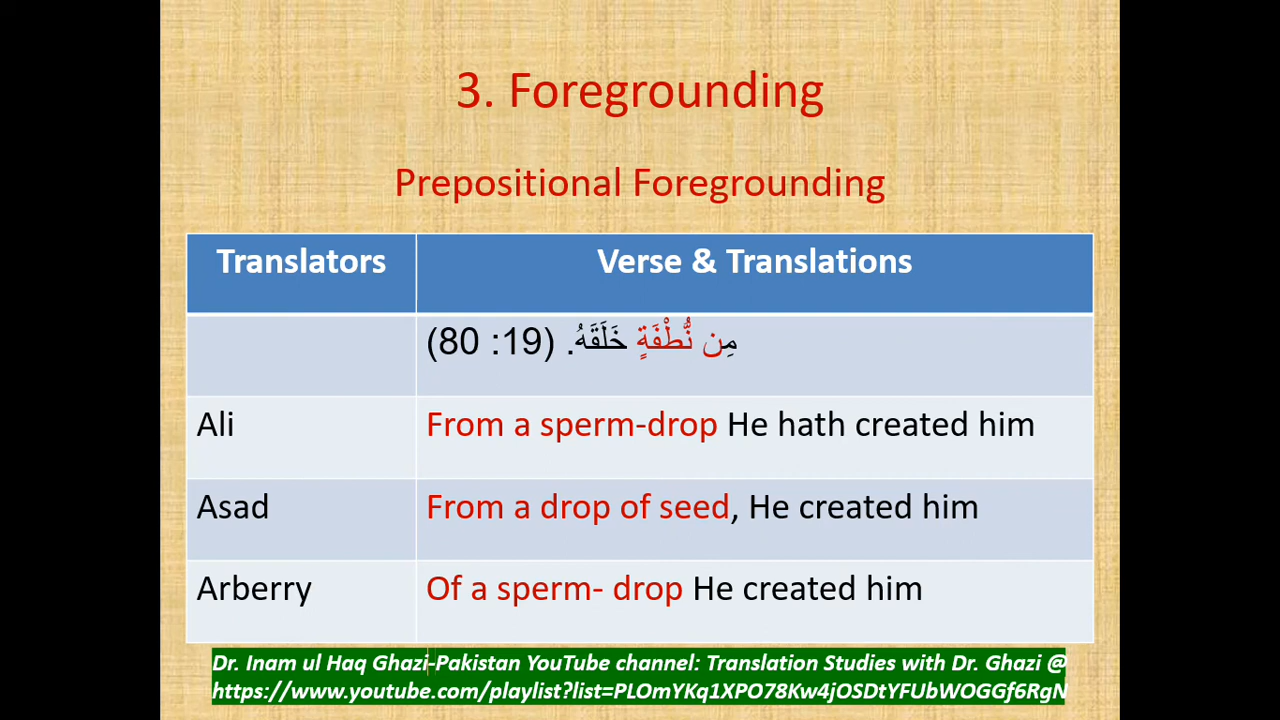 3. Foregrounding
Prepositional Foregrounding
Translators
Verse & Translations
مِن نُّطْفَةٍ خَلَقَهُ. (19: 80)
Ali
From a sperm-drop He hath created him
Asad
From a drop of seed, He created him
Arberry
Of a sperm- drop He created him
Dr. Inam ul Haq Ghazi-Pakistan YouTube channel: Translation Studies with Dr. Ghazi @
https://www.youtube.com/playlist?list=PLOmYKq1XPO78Kw4jOSDtYFUbWOGGf6RgN